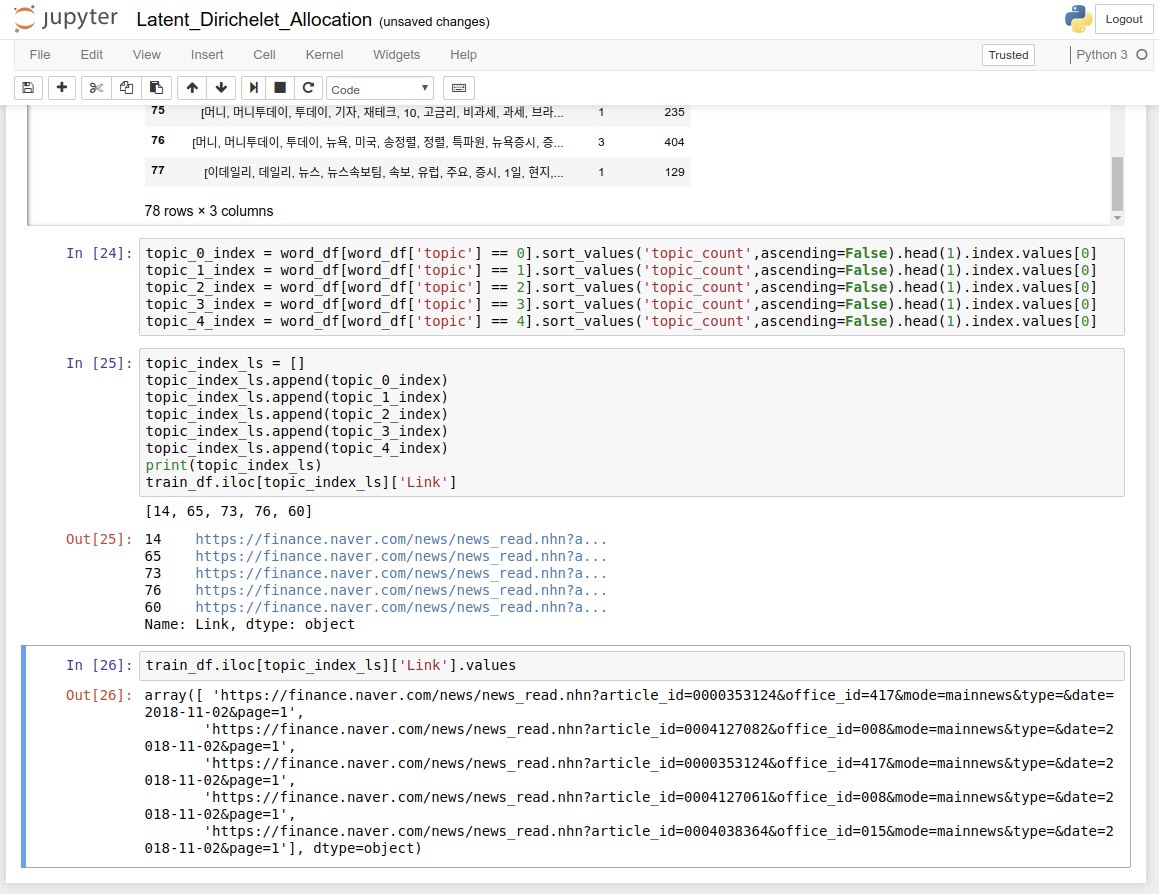 jupyter Latent_Dirichelet_Allocation (unsaved changes)
Logout
File Edit View Insert Cell Kernel Widgets Help
Trusted Python 3
Code
75 [머니, 머니투데이, 투데이, 기자, 재테크, 10, 고금리, 비과세, 과세, 브라... 1 235
76 [머니, 머니투데이, 투데이, 뉴욕, 미국, 송정렬, 정렬, 특파원, 뉴욕증시, 증... 3 404
77 [이데일리, 데일리, 뉴스, 뉴스속보팀, 속보, 유럽, 주요, 증시, 1일, 현지,... 1 129
78 rows × 3 columns
In [24]: topic_0_index = word_df[word_df['topic'] == 0].sort_values('topic_count',ascending=False).head(1).index.values[0]
topic_1_index = word_df[word_df['topic'] == 1].sort_values('topic_count',ascending=False).head(1).index.values[0]
topic_2_index = word_df[word_df['topic'] == 2].sort_values('topic_count',ascending=False).head(1).index.values[0]
topic_3_index = word_df[word_df['topic'] == 3].sort_values('topic_count',ascending=False).head(1).index.values[0]
topic_4_index = word_df[word_df['topic'] == 4].sort_values('topic_count',ascending=False).head(1).index.values[0]
In [25]: topic_index_ls = []
topic_index_ls.append(topic_0_index)
topic_index_ls.append(topic_1_index)
topic_index_ls.append(topic_2_index)
topic_index_ls.append(topic_3_index)
topic_index_ls.append(topic_4_index)
print(topic_index_ls)
train_df.iloc[topic_index_ls]['Link']
[14, 65, 73, 76, 60]
Out[25]: 14 https://finance.naver.com/news/news_read.nhn?a...
65 https://finance.naver.com/news/news_read.nhn?a...
73 https://finance.naver.com/news/news_read.nhn?a...
76 https://finance.naver.com/news/news_read.nhn?a...
60 https://finance.naver.com/news/news_read.nhn?a...
Name: Link, dtype: object
In [26]: train_df.iloc[topic_index_ls]['Link'].values
Out[26]: array([ 'https://finance.naver.com/news/news_read.nhn?article_id=0000353124&office_id=417&mode=mainnews&type=&date=
2018-11-02&page=1',
'https://finance.naver.com/news/news_read.nhn?article_id=0004127082&office_id=008&mode=mainnews&type=&date=2
018-11-02&page=1',
'https://finance.naver.com/news/news_read.nhn?article_id=0000353124&office_id=417&mode=mainnews&type=&date=2
018-11-02&page=1',
'https://finance.naver.com/news/news_read.nhn?article_id=0004127061&office_id=008&mode=mainnews&type=&date=2
018-11-02&page=1',
'https://finance.naver.com/news/news_read.nhn?article_id=0004038364&office_id=015&mode=mainnews&type=&date=2
018-11-02&page=1'], dtype=object)